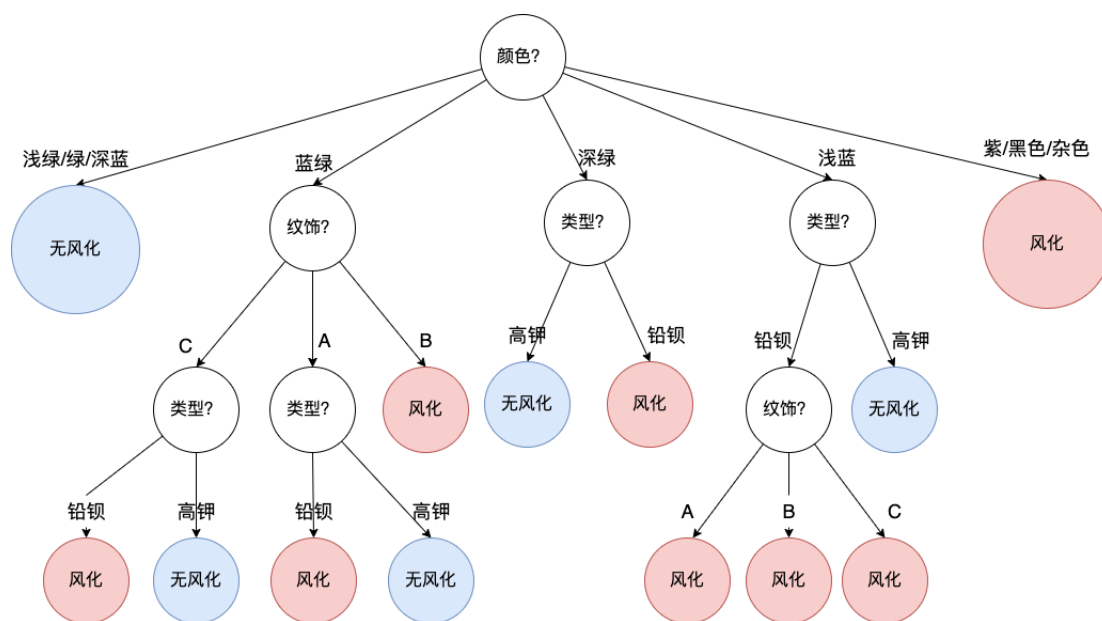 颜色?
浅绿/绿/深蓝
蓝绿
深绿
浅蓝
紫/黑色/杂色
无风化
纹饰?
类型?
类型?
风化
C
A
B
高钾
铅钡
铅钡
高钾
类型?
类型?
风化
无风化
风化
纹饰?
无风化
铅钡
高钾
铅钡
高钾
A
B
C
风化
无风化
风化
无风化
风化
风化
风化